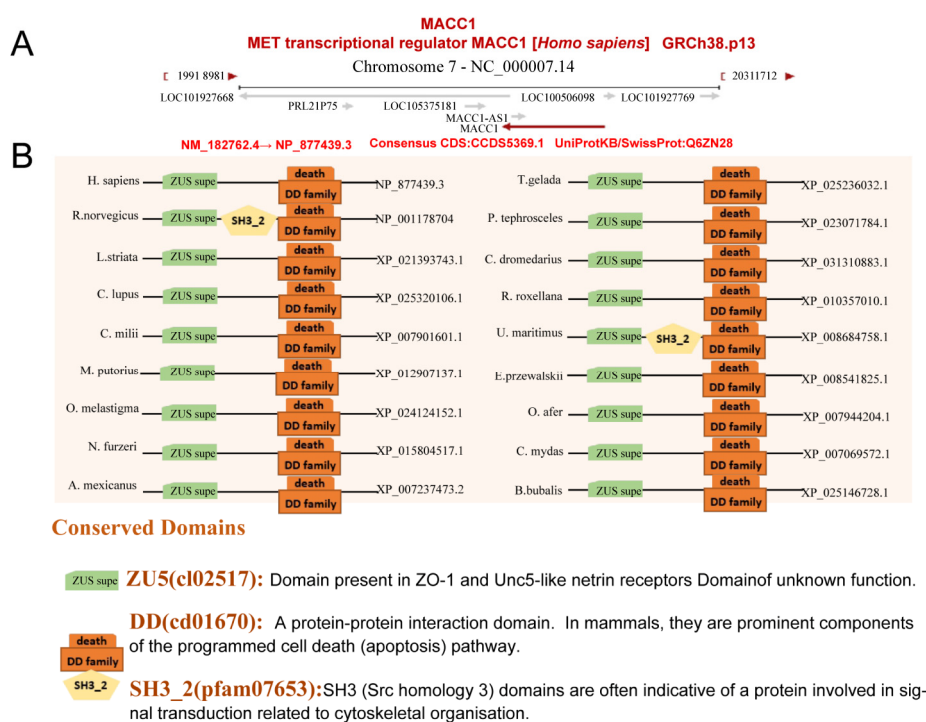 MACC1
A
MET transcriptional regulator MACC1 [Homo sapiens] GRCh38.p13
Chromosome 7 - NC_000007.14
[ 1991 8981
[ 20311712
LOC101927668
LOC100506098
LOC101927769
PRL21P75
LOC105375181
MACC1-AS1
MACC1
B
NM_182762.4→ NP_877439.3 Consensus CDS:CCDS5369.1 UniProtKB/SwissProt:Q6ZN28
H. sapiens ZUS supe death DD family NP_877439.3
R.norvegicus ZUS supe SH3_2 death DD family NP_001178704
L.striata ZUS supe death DD family XP_021393743.1
C. lupus ZUS supe death DD family XP_025320106.1
C. milii ZUS supe death DD family XP_007901601.1
M. putorius ZUS supe death DD family XP_012907137.1
O. melastigma ZUS supe death DD family XP_024124152.1
N. furzeri ZUS supe death DD family XP_015804517.1
A. mexicanus ZUS supe death DD family XP_007237473.2
T.gelada ZUS supe death DD family XP_025236032.1
P. tephrosceles ZUS supe death DD family XP_023071784.1
C. dromedarius ZUS supe death DD family XP_031310883.1
R. roxellana ZUS supe death DD family XP_010357010.1
U. maritimus ZUS supe SH3_2 death DD family XP_008684758.1
E.przewalskii ZUS supe death DD family XP_008541825.1
O. afer ZUS supe death DD family XP_007944204.1
C. mydas ZUS supe death DD family XP_007069572.1
B.bubalis ZUS supe death DD family XP_025146728.1
Conserved Domains
ZUS supe ZU5(cl02517): Domain present in ZO-1 and Unc5-like netrin receptors Domainof unknown function.
DD(cd01670): A protein-protein interaction domain. In mammals, they are prominent components
death
of the programmed cell death (apoptosis) pathway.
DD family
SH3_2 SH3_2(pfam07653):SH3 (Src homology 3) domains are often indicative of a protein involved in sig-
nal transduction related to cytoskeletal organisation.